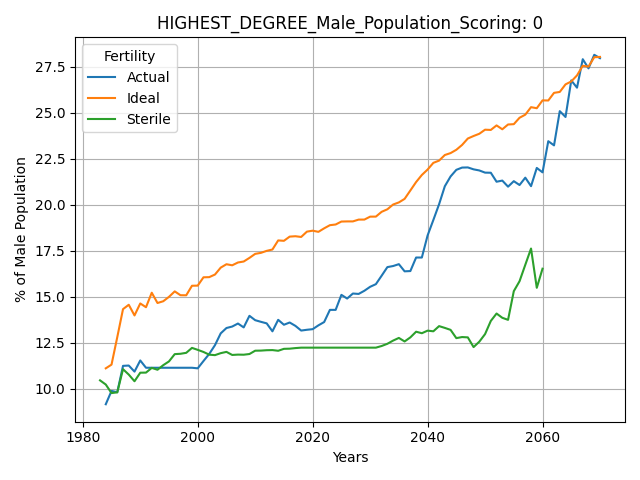 HIGHEST_DEGREE_Male_Population_Scoring: 0
Fertility
Actual
Ideal
Sterile
% of Male Population
27.5
25.0
22.5
20.0
17.5
15.0
12.5
10.0
1980
2000
2020
2040
2060
Years